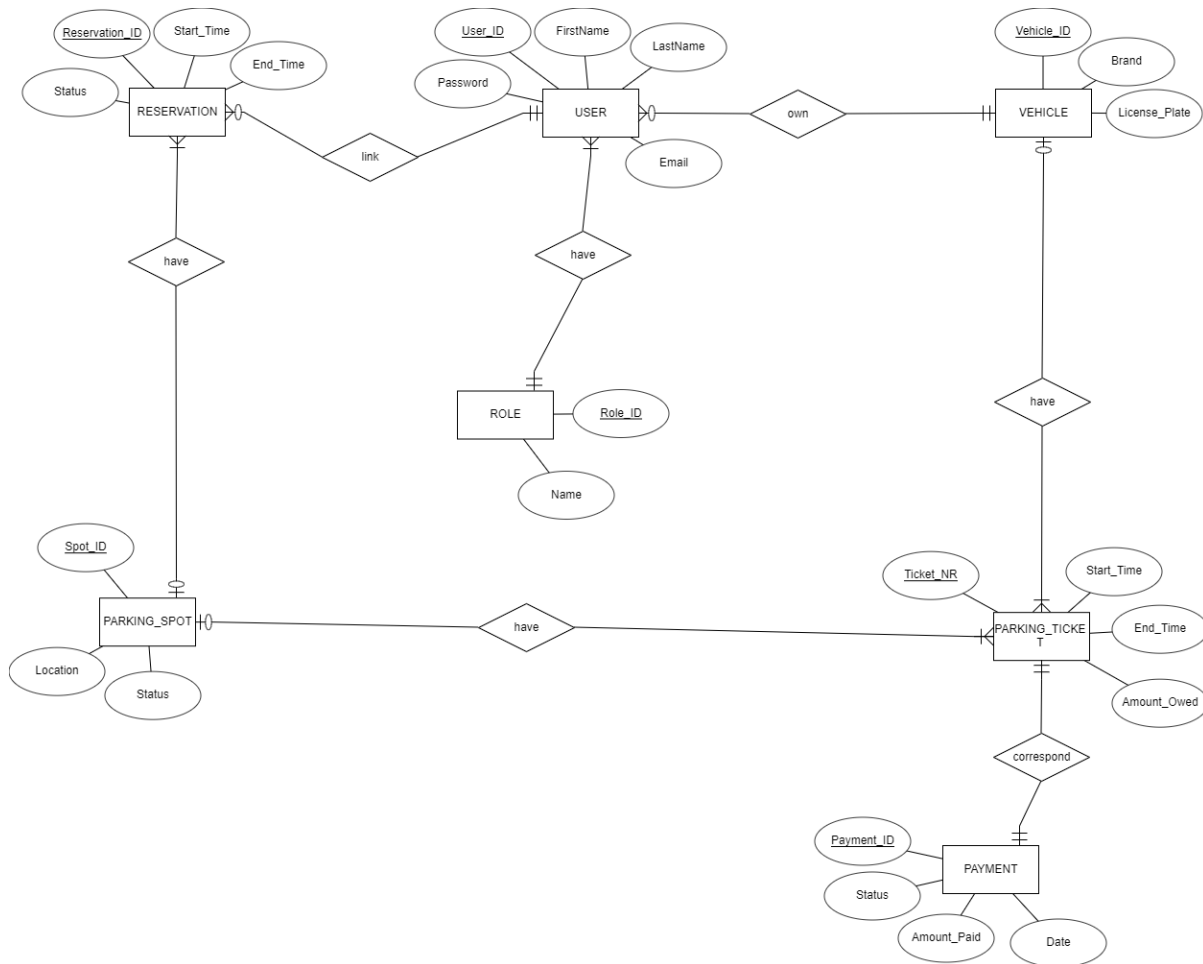 Reservation_ID
Start_Time
End_Time
Status
RESERVATION
User_ID
FirstName
LastName
Password
USER
Email
Vehicle_ID
Brand
License_Plate
VEHICLE
own
link
have
have
ROLE
Role_ID
Name
have
Spot_ID
PARKING_SPOT
Location
Status
have
Ticket_NR
Start_Time
End_Time
PARKING_TICKE
T
Amount_Owed
correspond
Payment_ID
Status
PAYMENT
Amount_Paid
Date